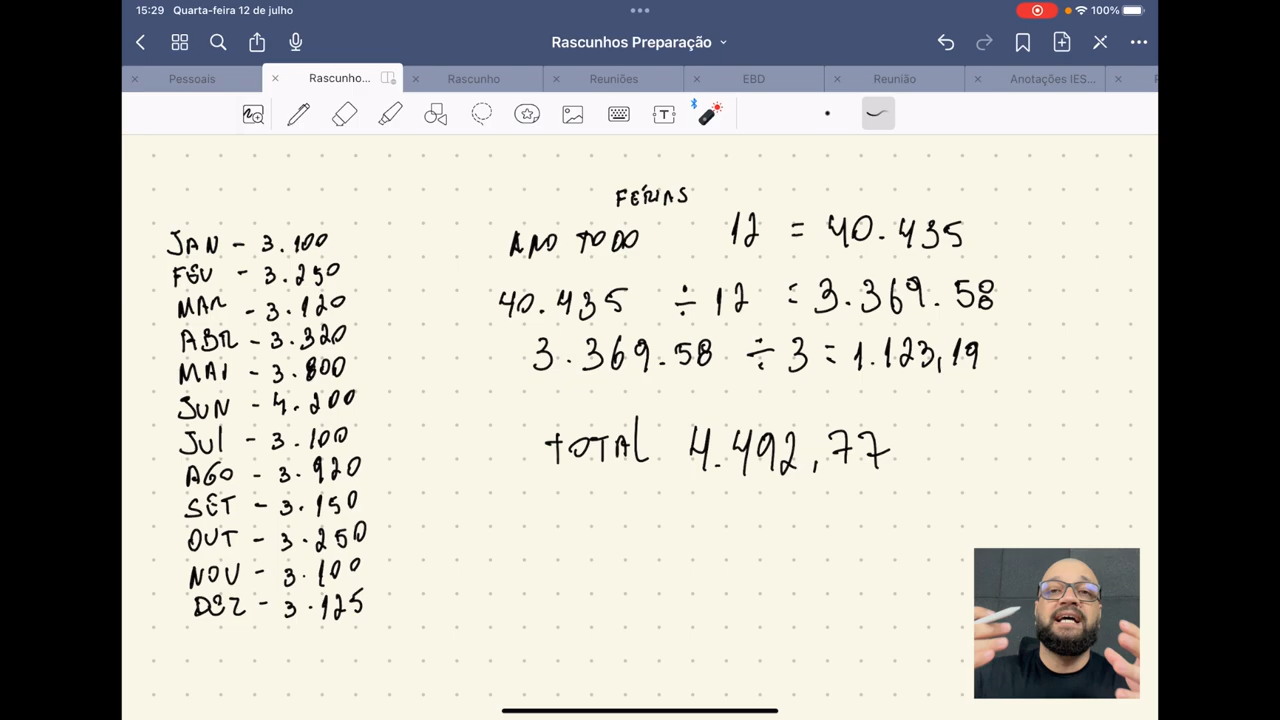 15:29 Quarta-feira 12 de julho
100%
Rascunhos Preparação
Pessoais
Rascunho...
Rascunho
Reuniões
EBD
Reunião
Anotações IES...
T
FÉRIAS
JAN - 3.100
FEV - 3.250
MAR - 3.120
ABR - 3.320
MAI - 3.800
JUN - 4.200
JUL - 3.100
AGO - 3.920
SET - 3.150
OUT - 3.250
NOV - 3.100
DEZ - 3.125
ANO TODO 12 = 40.435
40.435 ÷ 12 = 3.369.58
3.369.58 ÷ 3 = 1.123,19
TOTAL 4.492,77